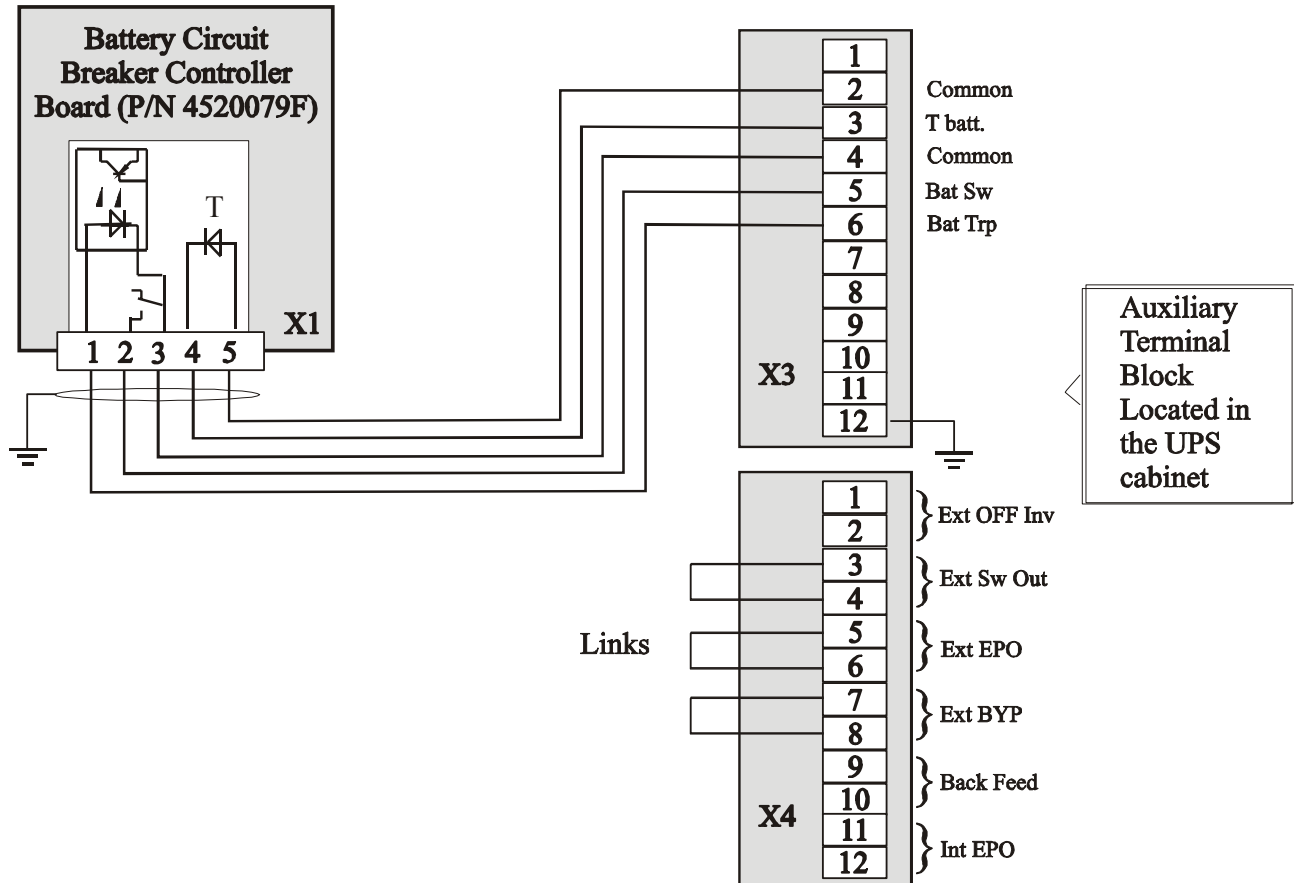 Battery Circuit
Breaker Controller
Board (P/N 4520079F)
T
X1
1 2 3 4 5
1
2 Common
3 T batt.
4 Common
5 Bat Sw
6 Bat Trp
7
8
9
10
11
12
X3
Auxiliary
Terminal
Block
Located in
the UPS
cabinet
1
2
Ext OFF Inv
3
4
Ext Sw Out
Links
5
6
Ext EPO
7
8
Ext BYP
9
10
Back Feed
X4
11
12
Int EPO